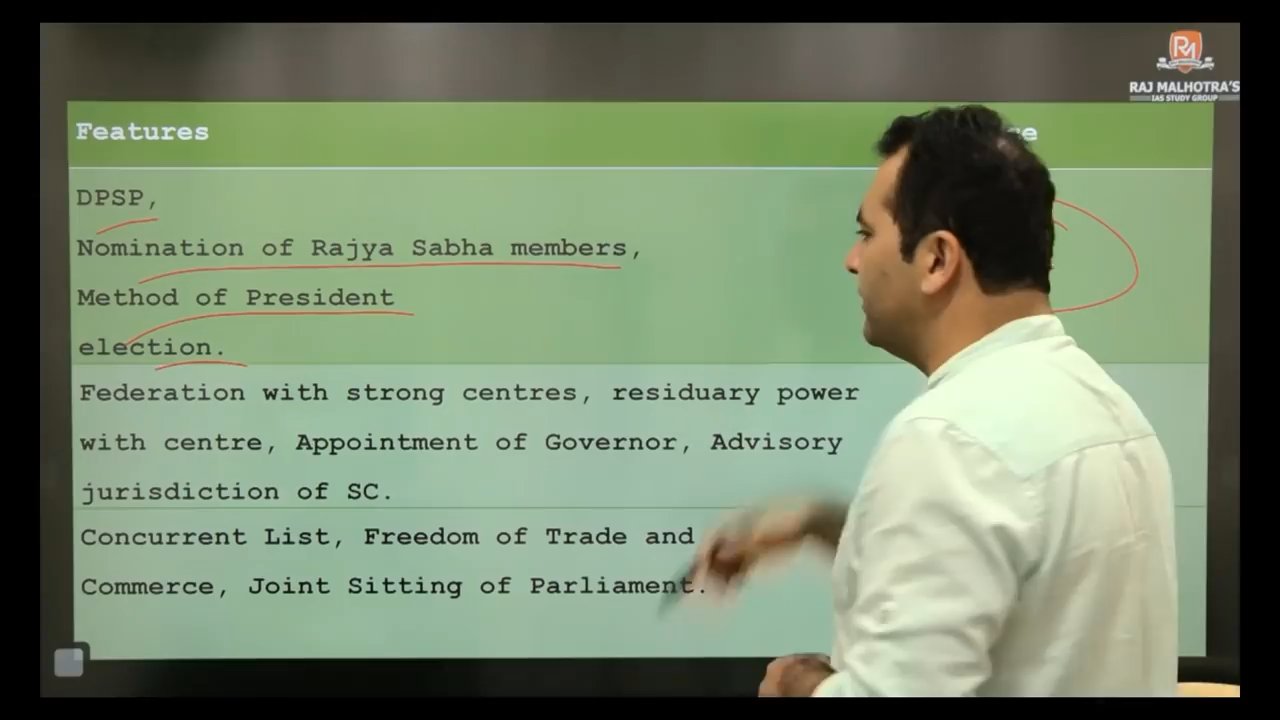 RM
RAJ MALHOTRA'S
IAS STUDY GROUP
Features
DPSP,
Nomination of Rajya Sabha members,
Method of President
election.
Federation with strong centres, residuary power
with centre, Appointment of Governor, Advisory
jurisdiction of SC.
Concurrent List, Freedom of Trade and
Commerce, Joint Sitting of Parliament.